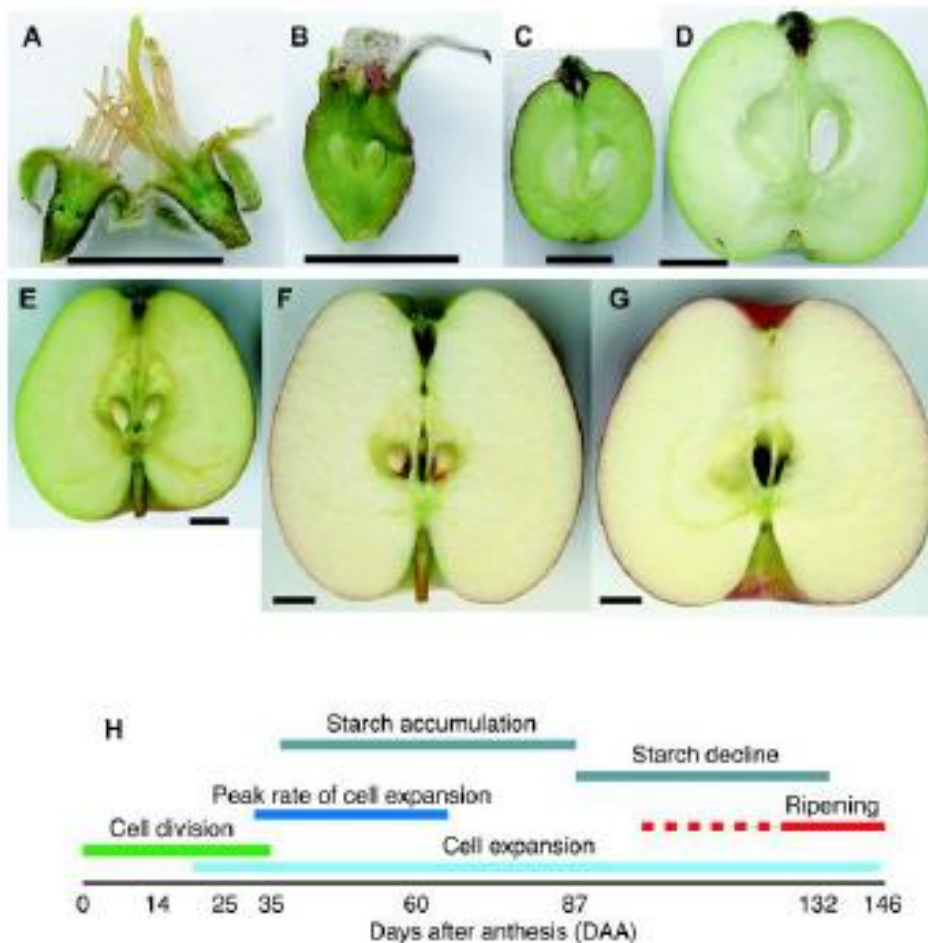 A
B
C
D
E
F
G
H
Starch accumulation
Starch decline
Peak rate of cell expansion
Ripening
Cell division
Cell expansion
0 14 25 35 60 87 132 146
Days after anthesis (DAA)